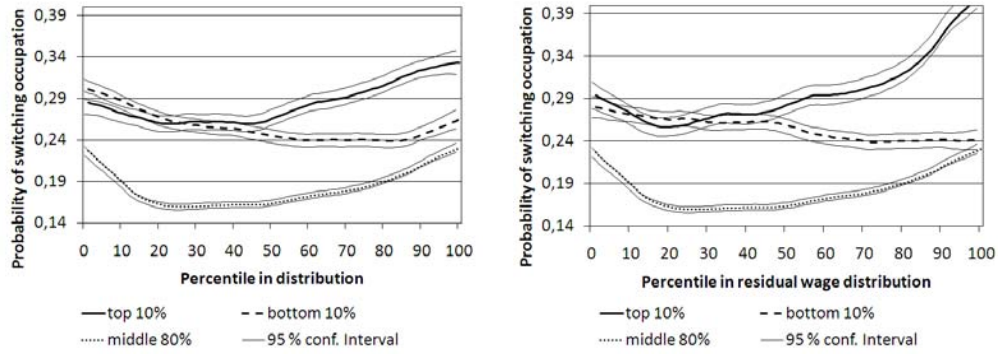 Probability of switching occupation
0,39
0,34
0,29
0,24
0,19
0,14
0 10 20 30 40 50 60 70 80 90 100
Percentile in distribution
top 10% bottom 10%
middle 80% 95 % conf. Interval
Probability of switching occupation
0,39
0,34
0,29
0,24
0,19
0,14
0 10 20 30 40 50 60 70 80 90 100
Percentile in residual wage distribution
top 10% bottom 10%
middle 80% 95 % conf. Interval